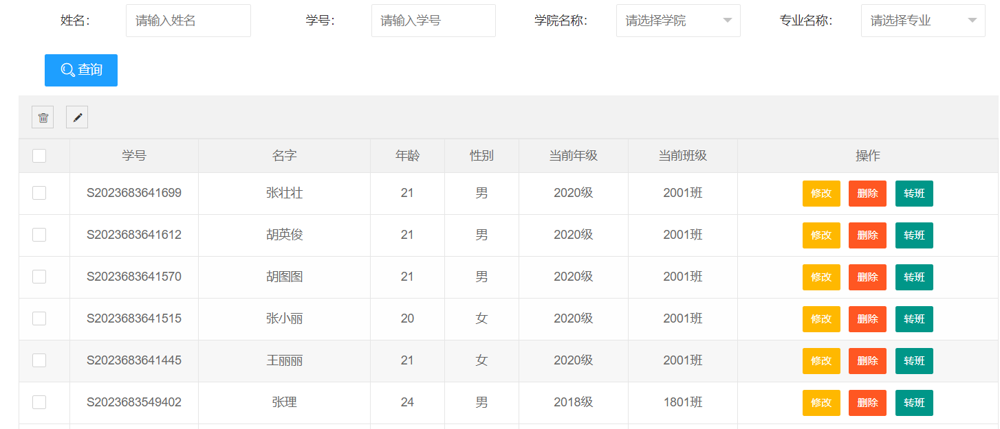 姓名： 请输入姓名 学号： 请输入学号 学院名称： 请选择学院 专业名称： 请选择专业
查询
学号 名字 年龄 性别 当前年级 当前班级 操作
S2023683641699 张壮壮 21 男 2020级 2001班 修改 删除 转班
S2023683641612 胡英俊 21 男 2020级 2001班 修改 删除 转班
S2023683641570 胡图图 21 男 2020级 2001班 修改 删除 转班
S2023683641515 张小丽 20 女 2020级 2001班 修改 删除 转班
S2023683641445 王丽丽 21 女 2020级 2001班 修改 删除 转班
S2023683549402 张理 24 男 2018级 1801班 修改 删除 转班